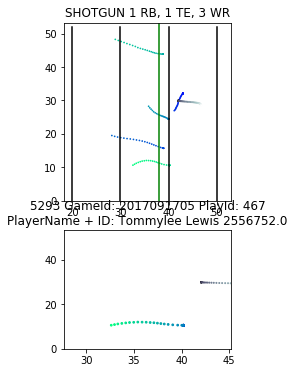 SHOTGUN 1 RB, 1 TE, 3 WR
50
40
30
20
10
0
20 30 40 50
5293 GameId: 2017091705 PlayId: 467
PlayerName + ID: Tommylee Lewis 2556752.0
40
20
0
30 35 40 45